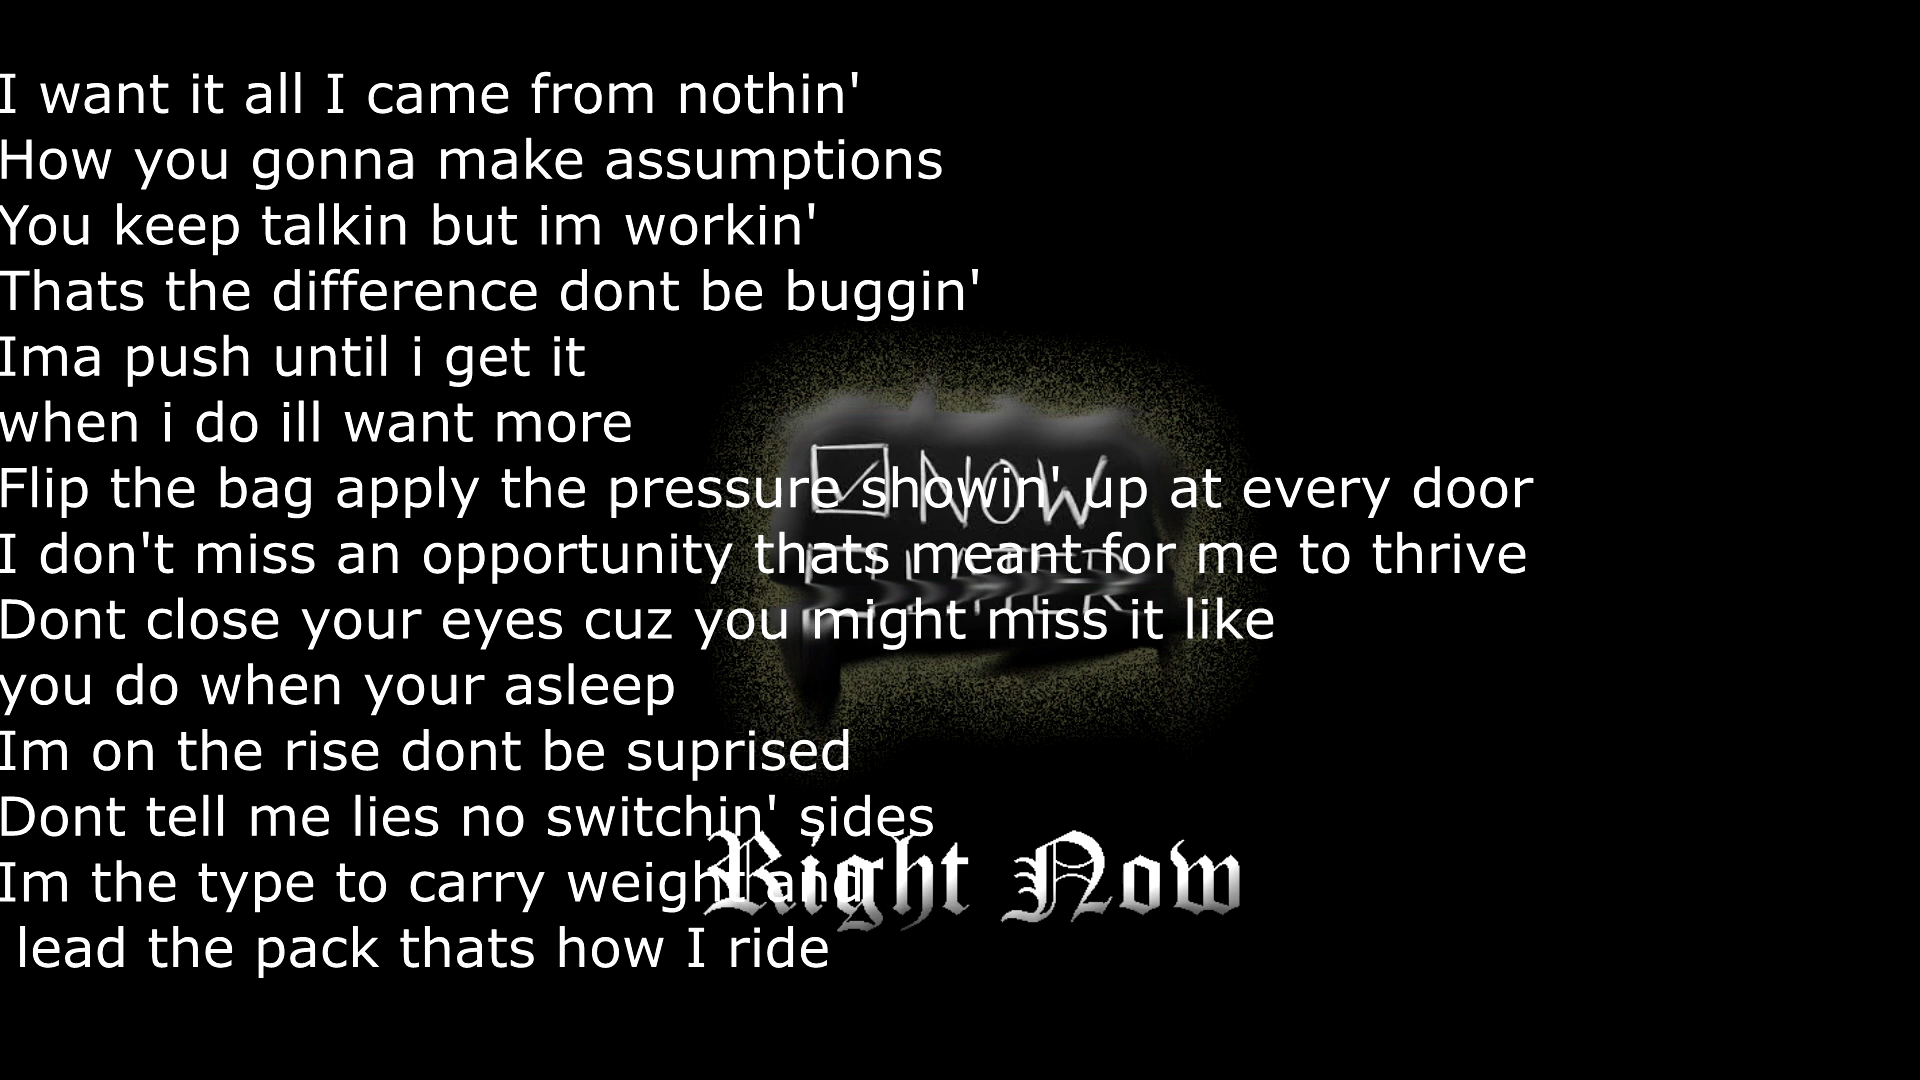 I want it all I came from nothin'
How you gonna make assumptions
You keep talkin but im workin'
Thats the difference dont be buggin'
Ima push until i get it
when i do ill want more
Flip the bag apply the pressure showin' up at every door
I don't miss an opportunity thats meant for me to thrive
Dont close your eyes cuz you might miss it like
you do when your asleep
Im on the rise dont be suprised
Dont tell me lies no switchin' sides
Im the type to carry weight and
lead the pack thats how I ride
NOW
LATER
Right Now